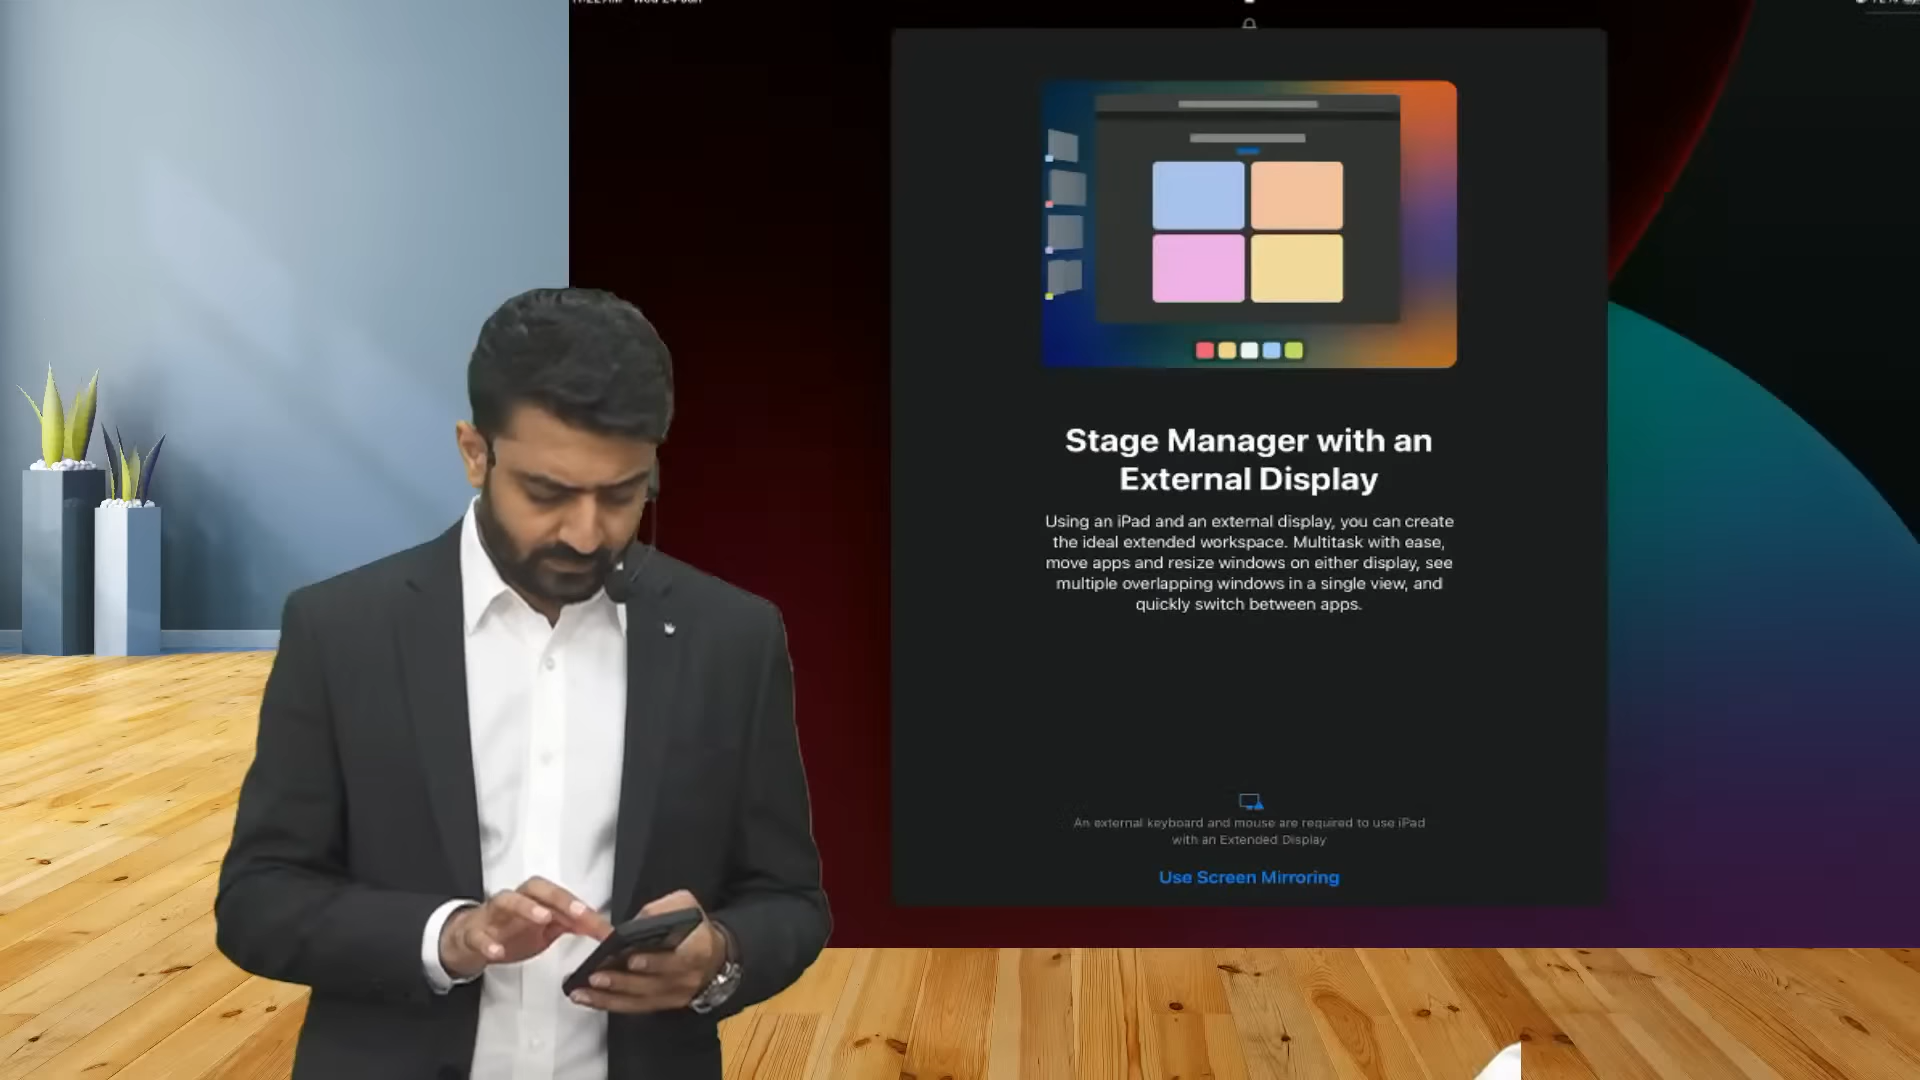 Stage Manager with an
External Display
Using an iPad and an external display, you can create
the ideal extended workspace. Multitask with ease,
move apps and resize windows on either display, see
multiple overlapping windows in a single view, and
quickly switch between apps.
An external keyboard and mouse are required to use iPad
with an Extended Display
Use Screen Mirroring